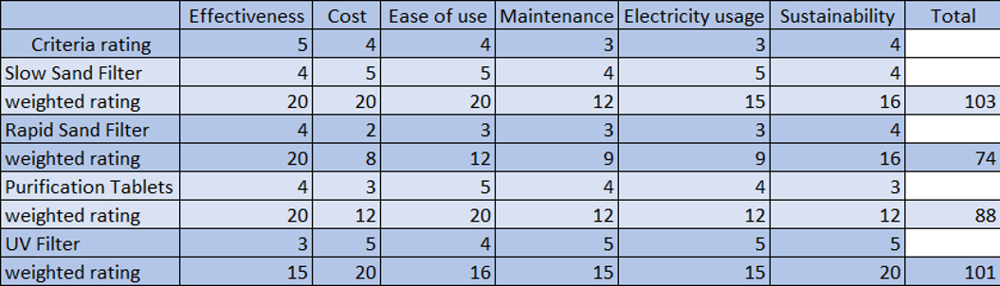 Effectiveness Cost Ease of use Maintenance Electricity usage Sustainability Total
Criteria rating 5 4 4 3 3 4
Slow Sand Filter 4 5 5 4 5 4
weighted rating 20 20 20 12 15 16 103
Rapid Sand Filter 4 2 3 3 3 4
weighted rating 20 8 12 9 9 16 74
Purification Tablets 4 3 5 4 4 3
weighted rating 20 12 20 12 12 12 88
UV Filter 3 5 4 5 5 5
weighted rating 15 20 16 15 15 20 101